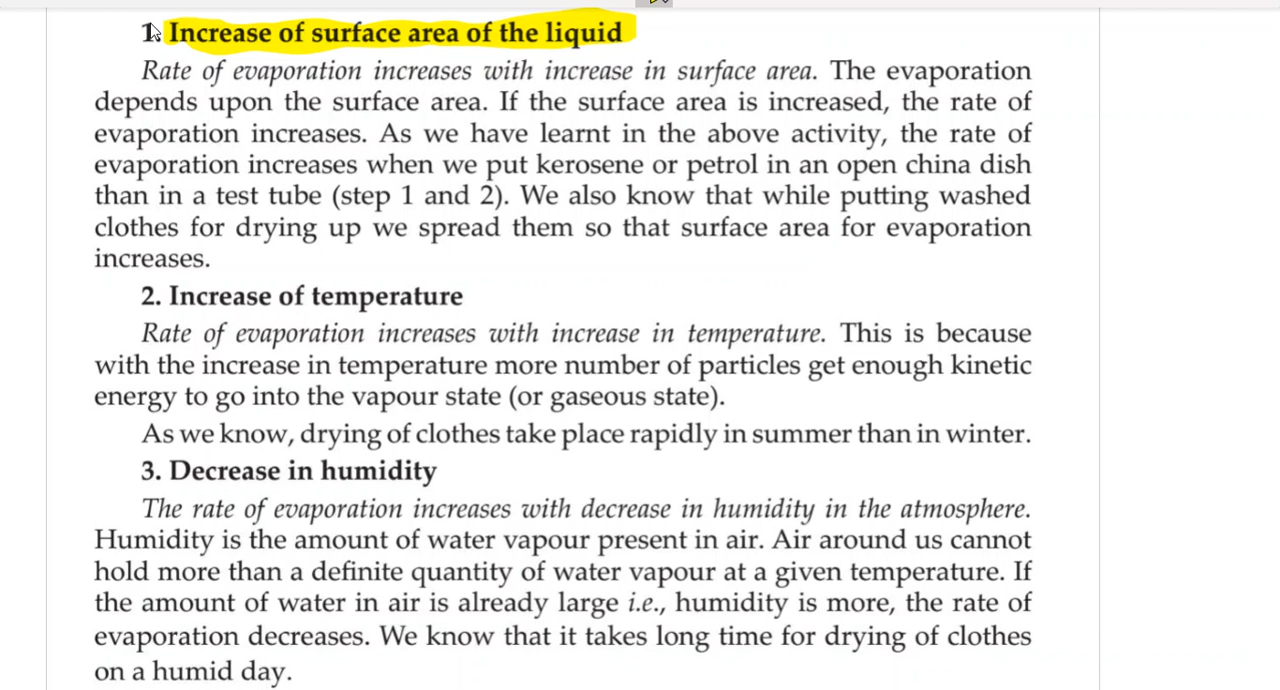 1. Increase of surface area of the liquid
Rate of evaporation increases with increase in surface area. The evaporation
depends upon the surface area. If the surface area is increased, the rate of
evaporation increases. As we have learnt in the above activity, the rate of
evaporation increases when we put kerosene or petrol in an open china dish
than in a test tube (step 1 and 2). We also know that while putting washed
clothes for drying up we spread them so that surface area for evaporation
increases.
2. Increase of temperature
Rate of evaporation increases with increase in temperature. This is because
with the increase in temperature more number of particles get enough kinetic
energy to go into the vapour state (or gaseous state).
As we know, drying of clothes take place rapidly in summer than in winter.
3. Decrease in humidity
The rate of evaporation increases with decrease in humidity in the atmosphere.
Humidity is the amount of water vapour present in air. Air around us cannot
hold more than a definite quantity of water vapour at a given temperature. If
the amount of water in air is already large i.e., humidity is more, the rate of
evaporation decreases. We know that it takes long time for drying of clothes
on a humid day.